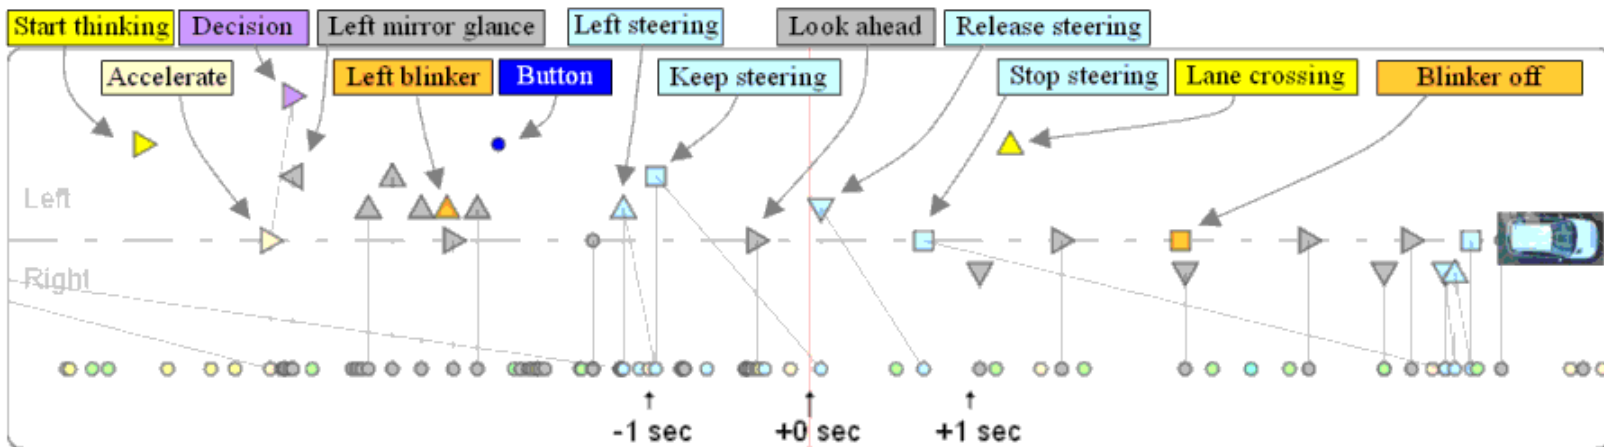 Start thinking
Decision
Left mirror glance
Left steering
Look ahead
Release steering
Accelerate
Left blinker
Button
Keep steering
Stop steering
Lane crossing
Blinker off
Left
Right
-1 sec
+0 sec
+1 sec